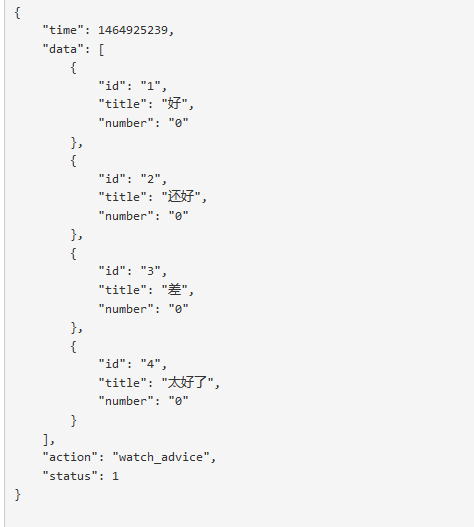 {
    "time": 1464925239,
    "data": [
        {
            "id": "1",
            "title": "好",
            "number": "0"
        },
        {
            "id": "2",
            "title": "还好",
            "number": "0"
        },
        {
            "id": "3",
            "title": "差",
            "number": "0"
        },
        {
            "id": "4",
            "title": "太好了",
            "number": "0"
        }
    ],
    "action": "watch_advice",
    "status": 1
}